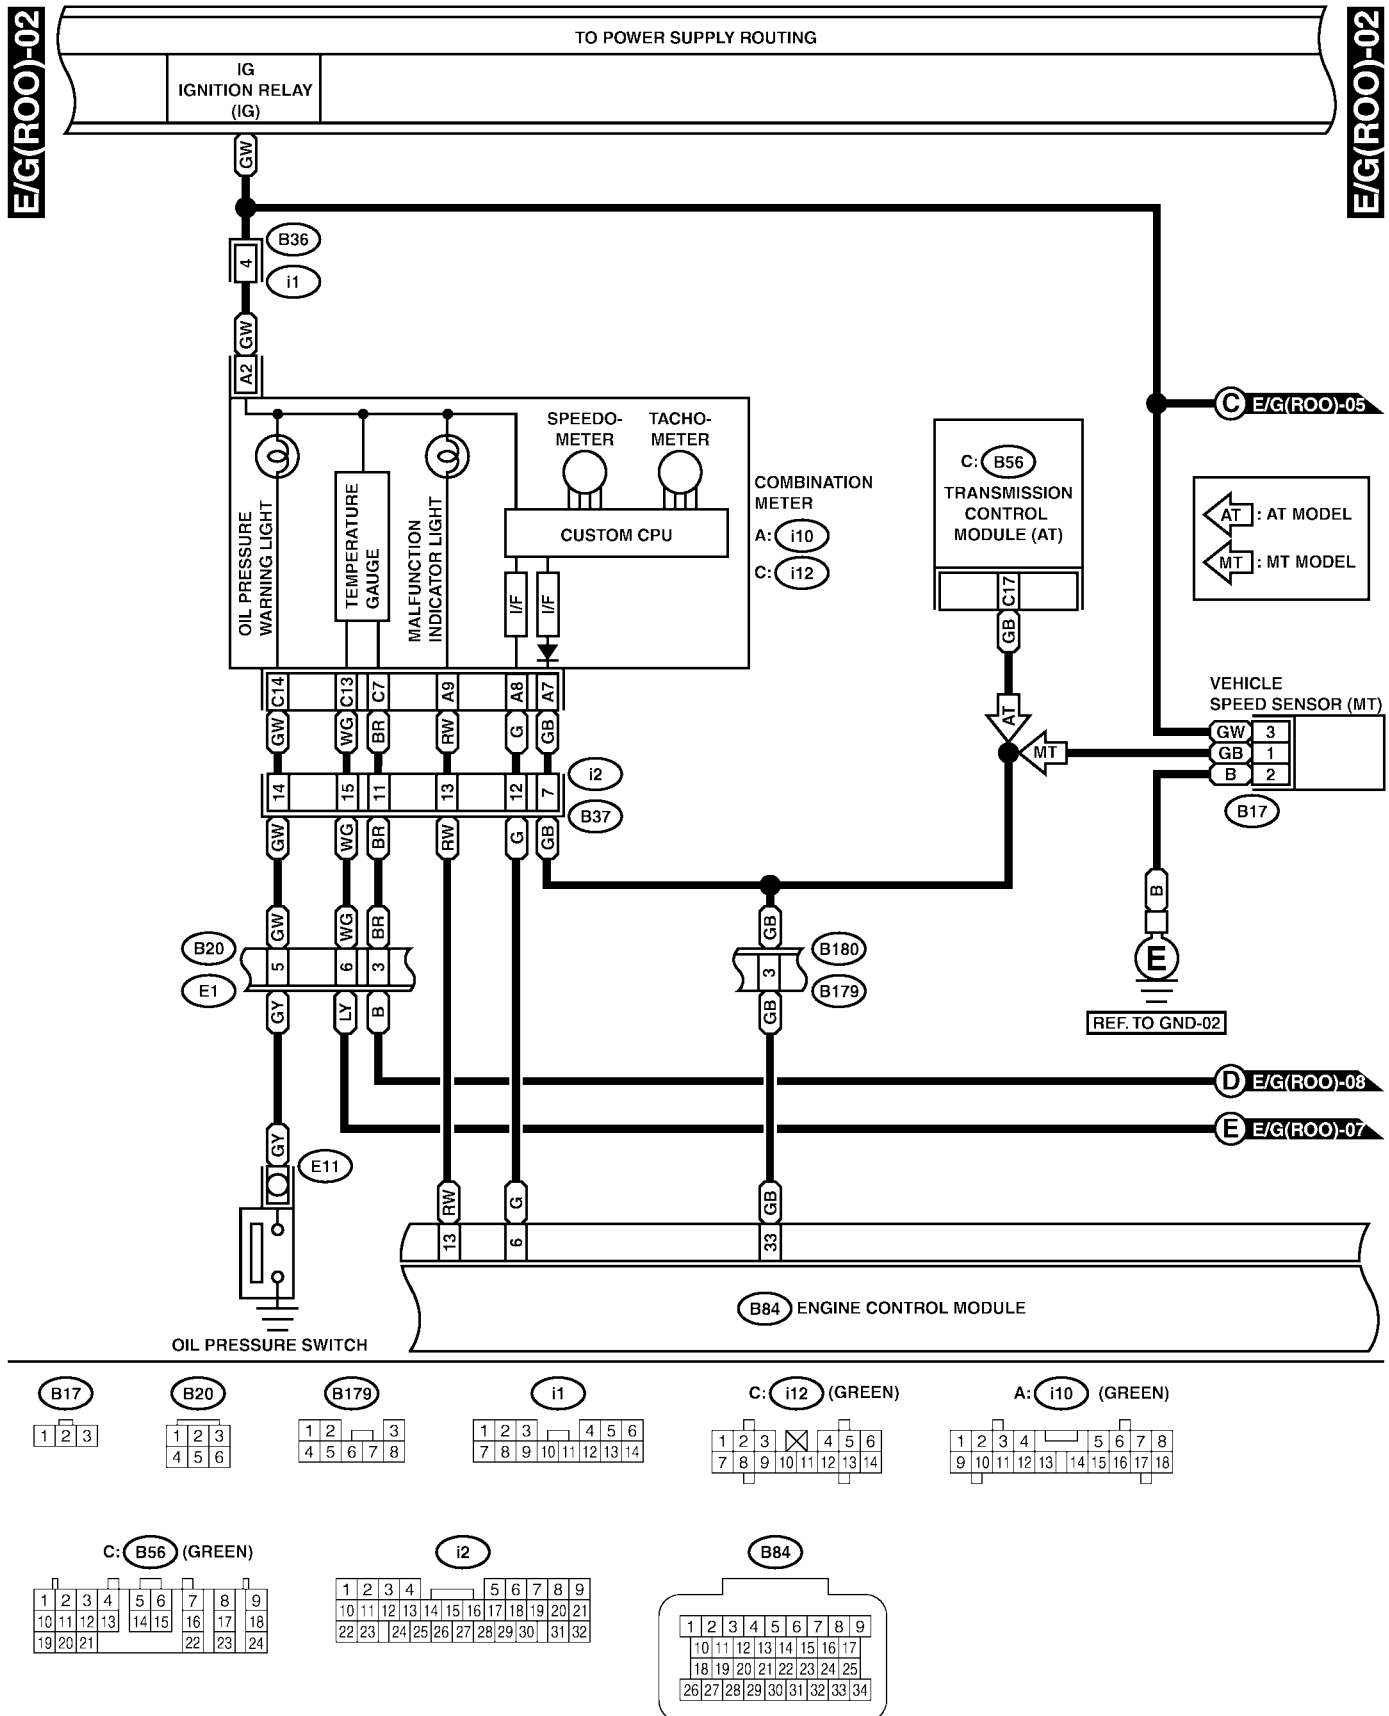 E/G(ROO)-02
E/G(ROO)-02
TO POWER SUPPLY ROUTING
IG
IGNITION RELAY
(IG)
GW
B36
4
i1
GW
A2
C E/G(ROO)-05
SPEEDO-
METER
TACHO-
METER
CUSTOM CPU
OIL PRESSURE
WARNING LIGHT
TEMPERATURE
GAUGE
MALFUNCTION
INDICATOR LIGHT
I/F
I/F
COMBINATION
METER
A: i10
C: i12
C: B56
TRANSMISSION
CONTROL
MODULE (AT)
C17
GB
AT
MT
AT : AT MODEL
MT : MT MODEL
VEHICLE
SPEED SENSOR (MT)
GW 3
GB 1
B 2
B17
C14 C13 C7 A9 A8 A7
GW WG BR RW G GB
i2
14 15 11 13 12 7
B37
GW WG BR RW G GB
B
E
REF. TO GND-02
GW WG BR
B20
5 6 3
E1
GY LY B
GB
B180
3
B179
GB
D E/G(ROO)-08
E E/G(ROO)-07
GY
E11
RW G GB
13 6 33
B84 ENGINE CONTROL MODULE
OIL PRESSURE SWITCH
B17
1 2 3
B20
1 2 3
4 5 6
B179
1 2 3
4 5 6 7 8
i1
1 2 3 4 5 6
7 8 9 10 11 12 13 14
C: i12 (GREEN)
1 2 3 4 5 6
7 8 9 10 11 12 13 14
A: i10 (GREEN)
1 2 3 4 5 6 7 8
9 10 11 12 13 14 15 16 17 18
C: B56 (GREEN)
1 2 3 4 5 6 7 8 9
10 11 12 13 14 15 16 17 18
19 20 21 22 23 24
i2
1 2 3 4 5 6 7 8 9
10 11 12 13 14 15 16 17 18 19 20 21
22 23 24 25 26 27 28 29 30 31 32
B84
1 2 3 4 5 6 7 8 9
10 11 12 13 14 15 16 17
18 19 20 21 22 23 24 25
26 27 28 29 30 31 32 33 34